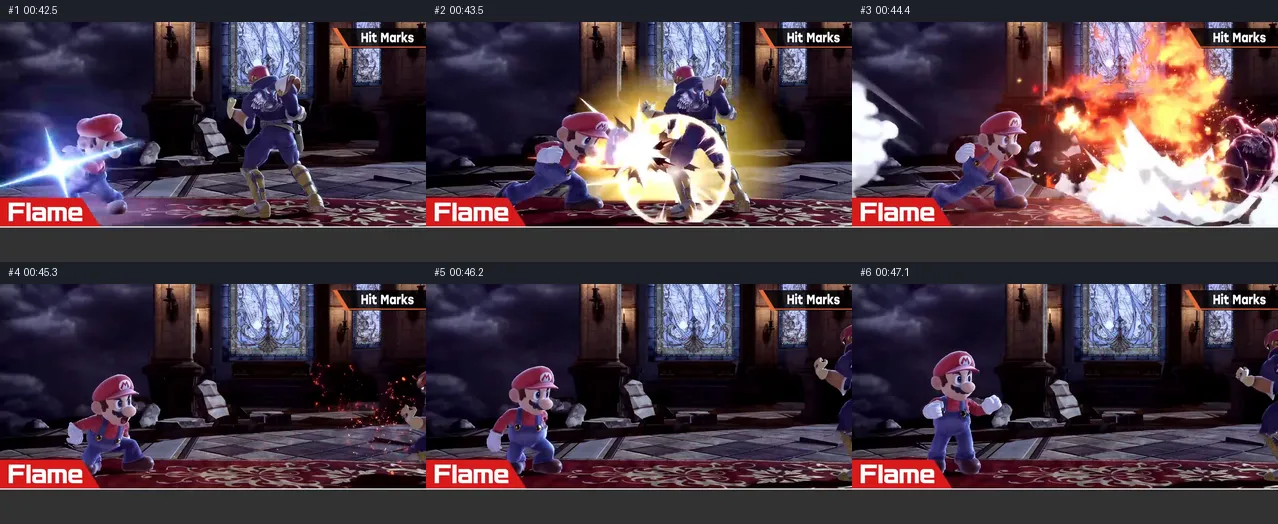 #1 00:42.5
Hit Marks
Flame
#2 00:43.5
Hit Marks
Flame
#3 00:44.4
Hit Marks
Flame
#4 00:45.3
Hit Marks
Flame
#5 00:46.2
Hit Marks
Flame
#6 00:47.1
Hit Marks
Flame